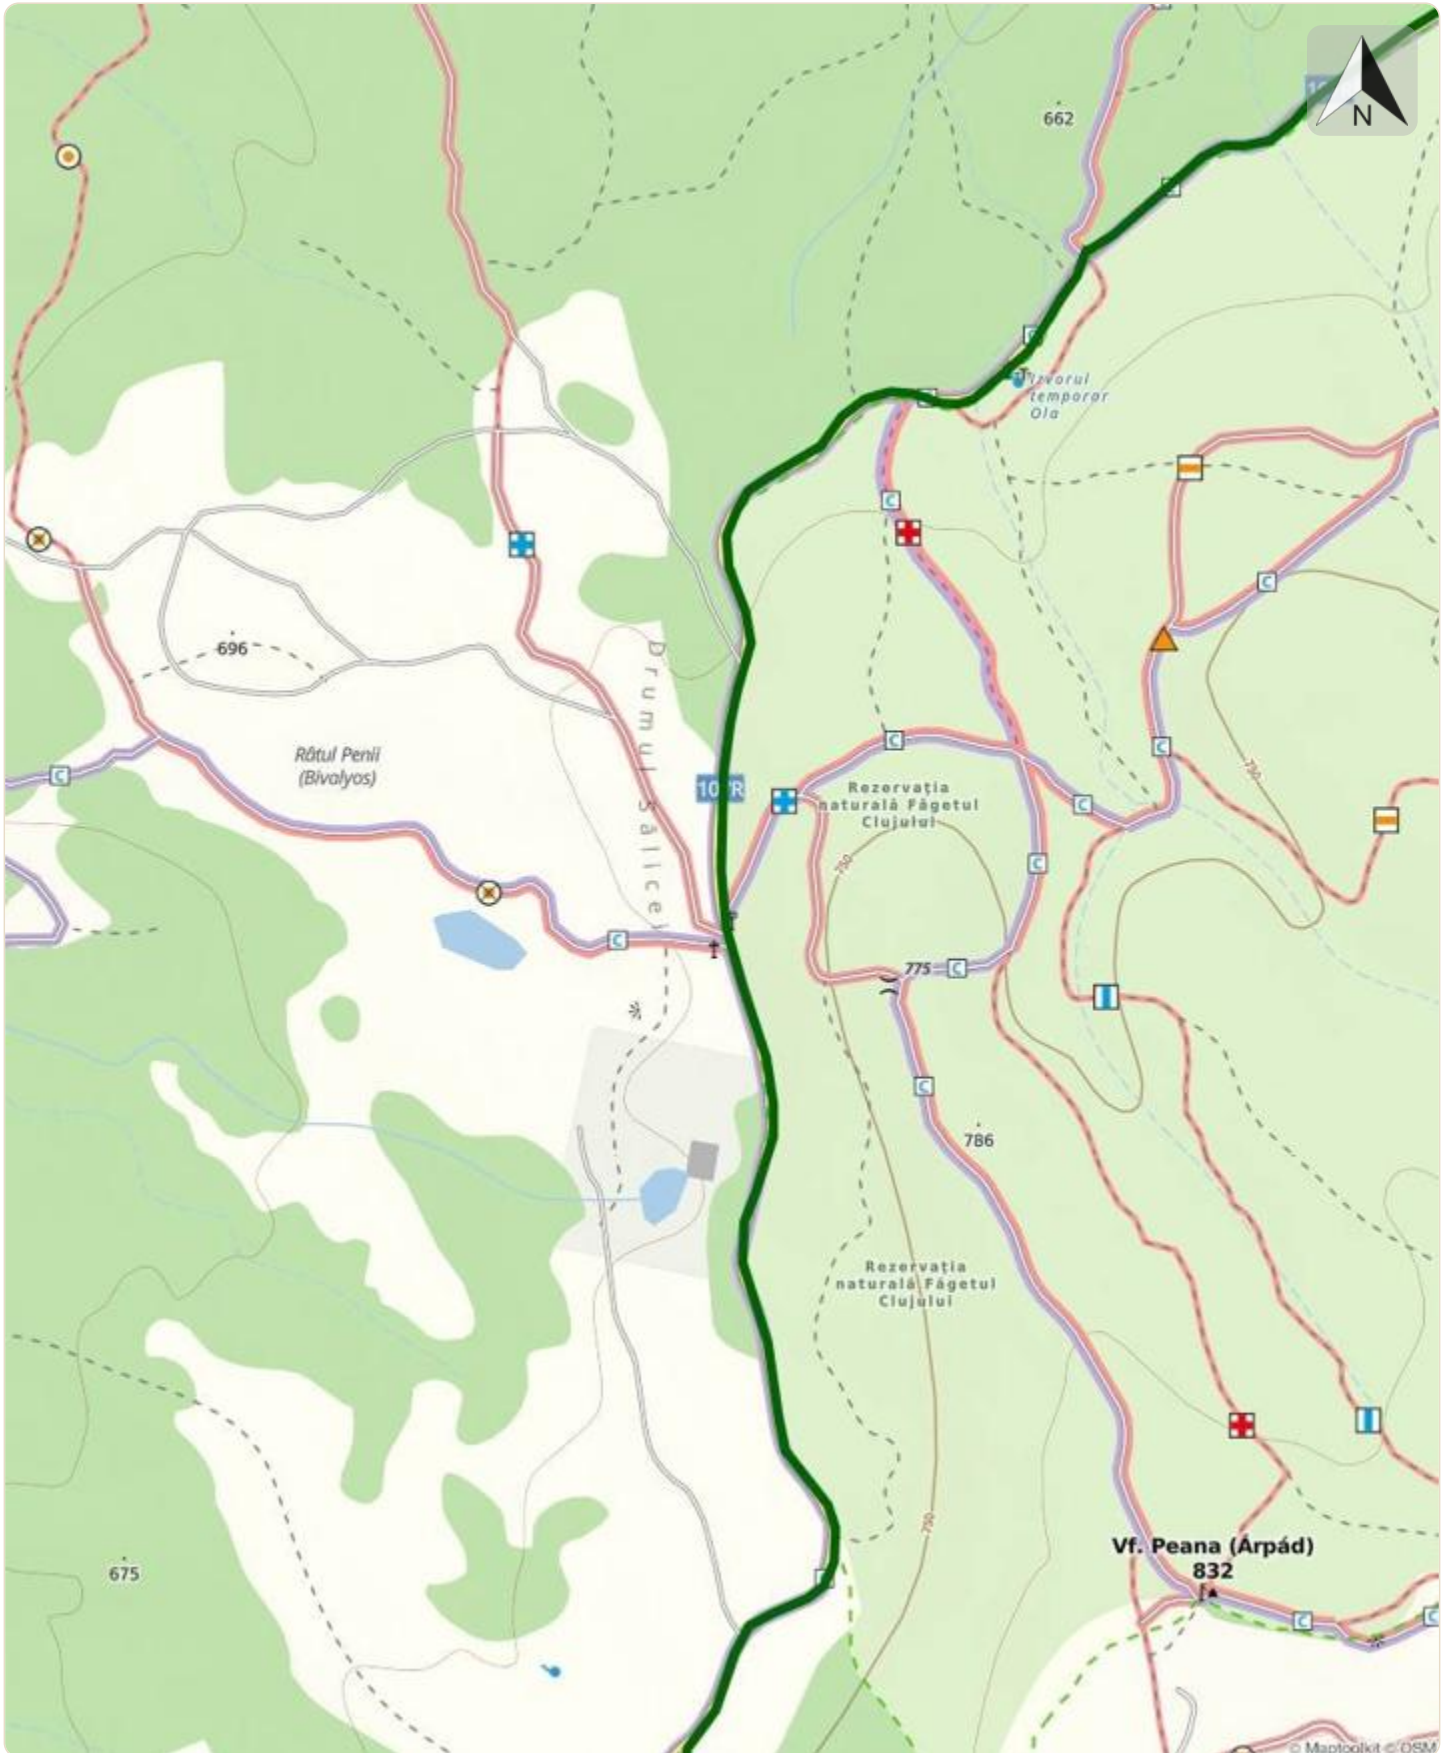 N
662
Izvorul
temporar
Ola
C
C
C
696
Râtul Penii
(Bivalyos)
Drumul Sălicei
750
C
C
C
C
Rezervația
naturală Făgetul
Clujului
C
C
750
C
775
C
C
786
Rezervația
naturală Făgetul
Clujului
750
Vf. Peana (Árpád)
832
675
C
C
© Maptoolkit © OSM